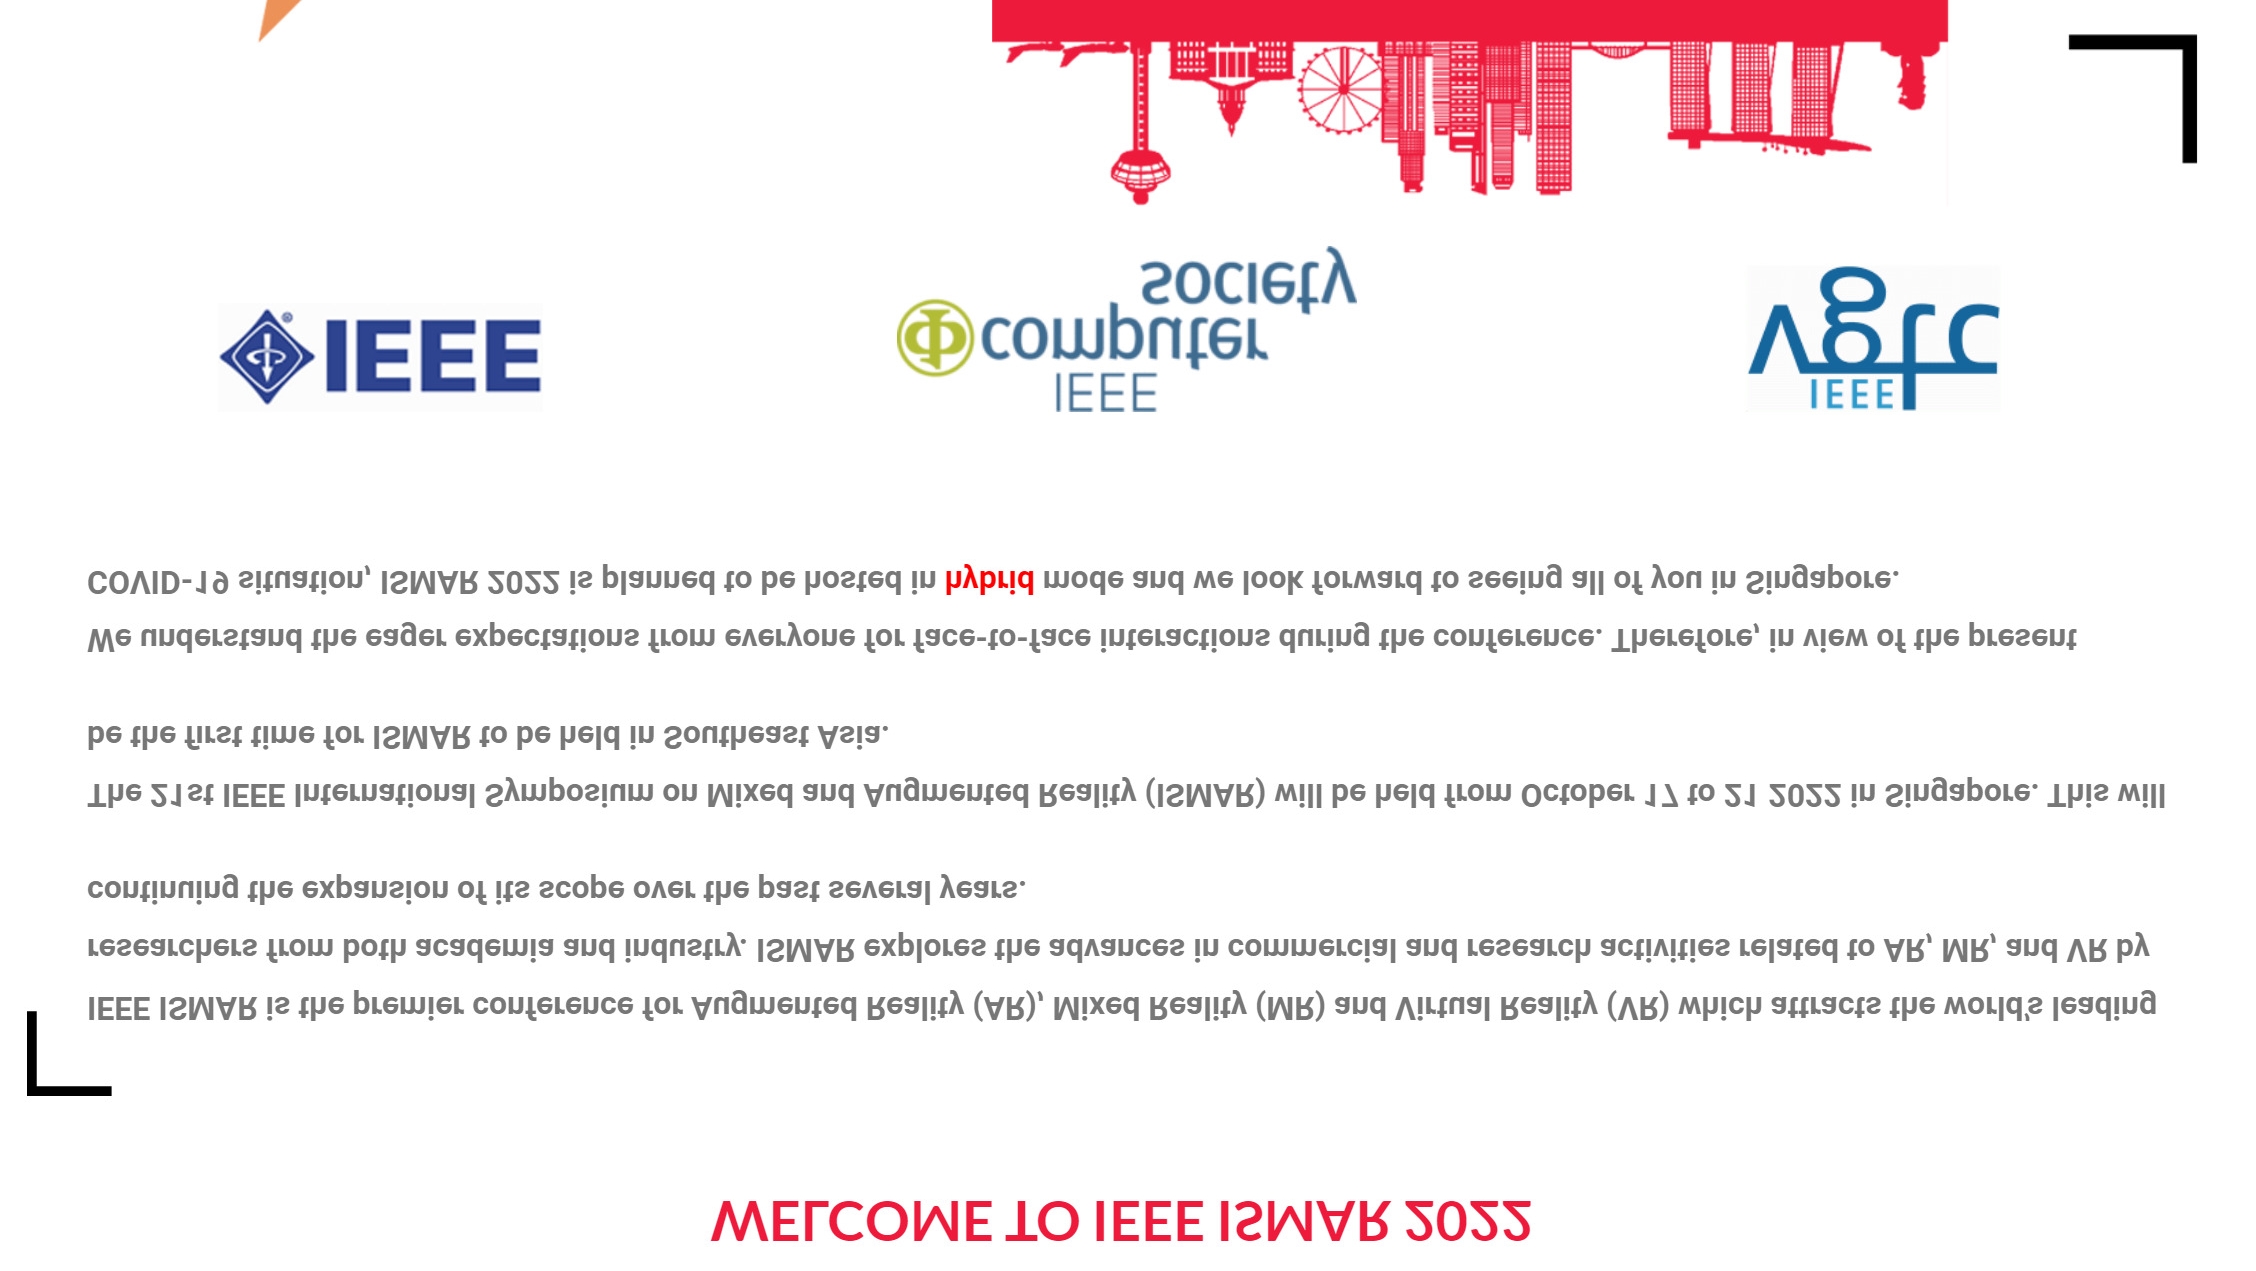 WELCOME TO IEEE ISMAR 2022
IEEE ISMAR is the premier conference for Augmented Reality (AR), Mixed Reality (MR) and Virtual Reality (VR) which attracts the world's leading
researchers from both academia and industry. ISMAR explores the advances in commercial and research activities related to AR, MR, and VR by
continuing the expansion of its scope over the past several years.
The 21st IEEE International Symposium on Mixed and Augmented Reality (ISMAR) will be held from October 17 to 21 2022 in Singapore. This will
be the first time for ISMAR to be held in Southeast Asia.
We understand the eager expectations from everyone for face-to-face interactions during the conference. Therefore, in view of the present
COVID-19 situation, ISMAR 2022 is planned to be hosted in hybrid mode and we look forward to seeing all of you in Singapore.
IEEE
IEEE
computer
society
IEEE
vgtc